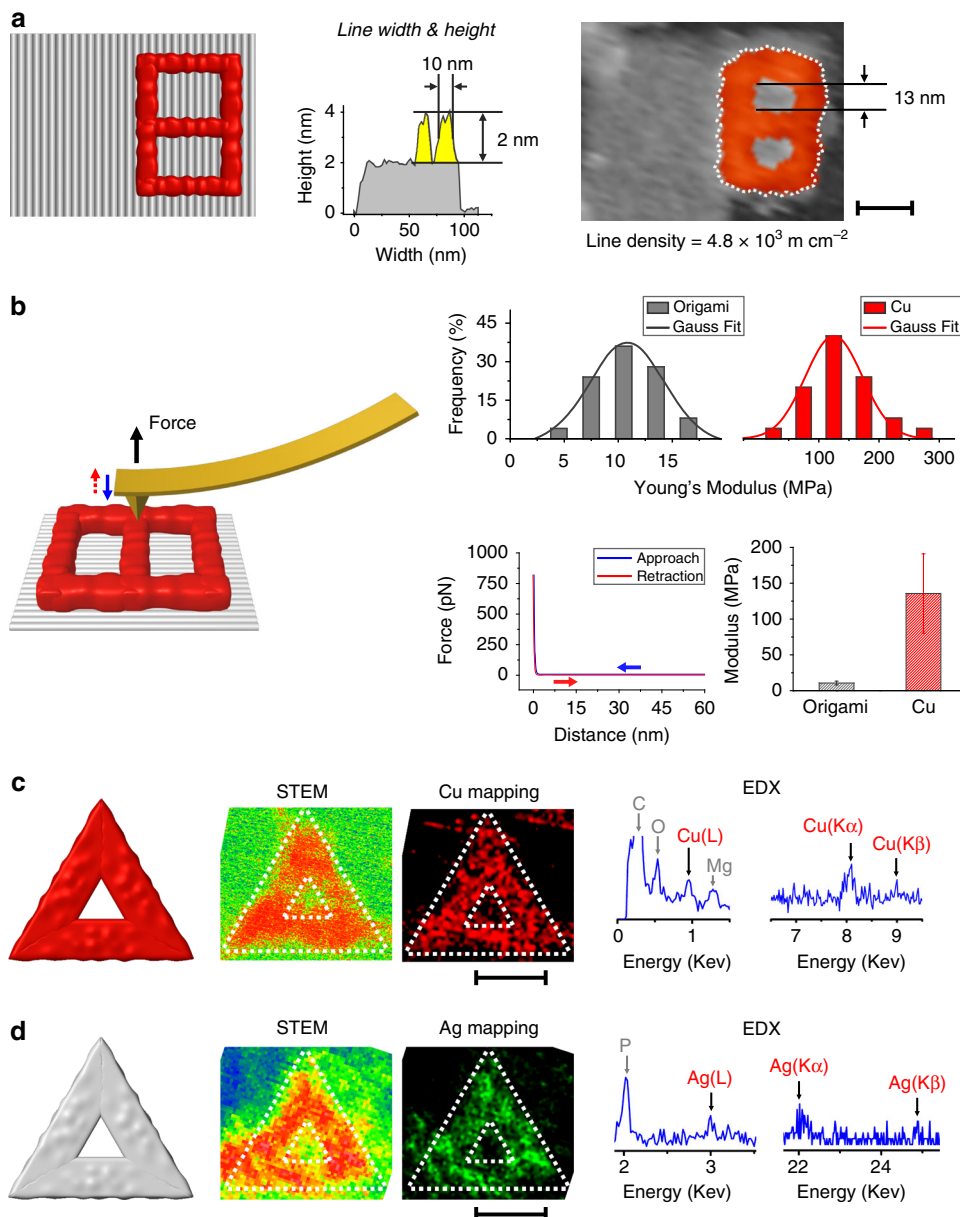 a
Line width & height
10 nm
4
2
0
Height (nm)
2 nm
0 50 100
Width (nm)
13 nm
Line density = 4.8 × 10³ m cm⁻²
b
Force
45
30
15
0
Frequency (%)
Origami
Gauss Fit
Cu
Gauss Fit
0 5 10 15
100 200 300
Young's Modulus (MPa)
1000
750
500
250
0
Force (pN)
Approach
Retraction
0 15 30 45 60
Distance (nm)
200
150
100
50
0
Modulus (MPa)
Origami Cu
c
STEM
Cu mapping
EDX
C
O
Cu(L)
Mg
0 1
Energy (Kev)
Cu(Kα)
Cu(Kβ)
7 8 9
Energy (Kev)
d
STEM
Ag mapping
EDX
P
Ag(L)
2 3
Energy (Kev)
Ag(Kα)
Ag(Kβ)
22 24
Energy (Kev)